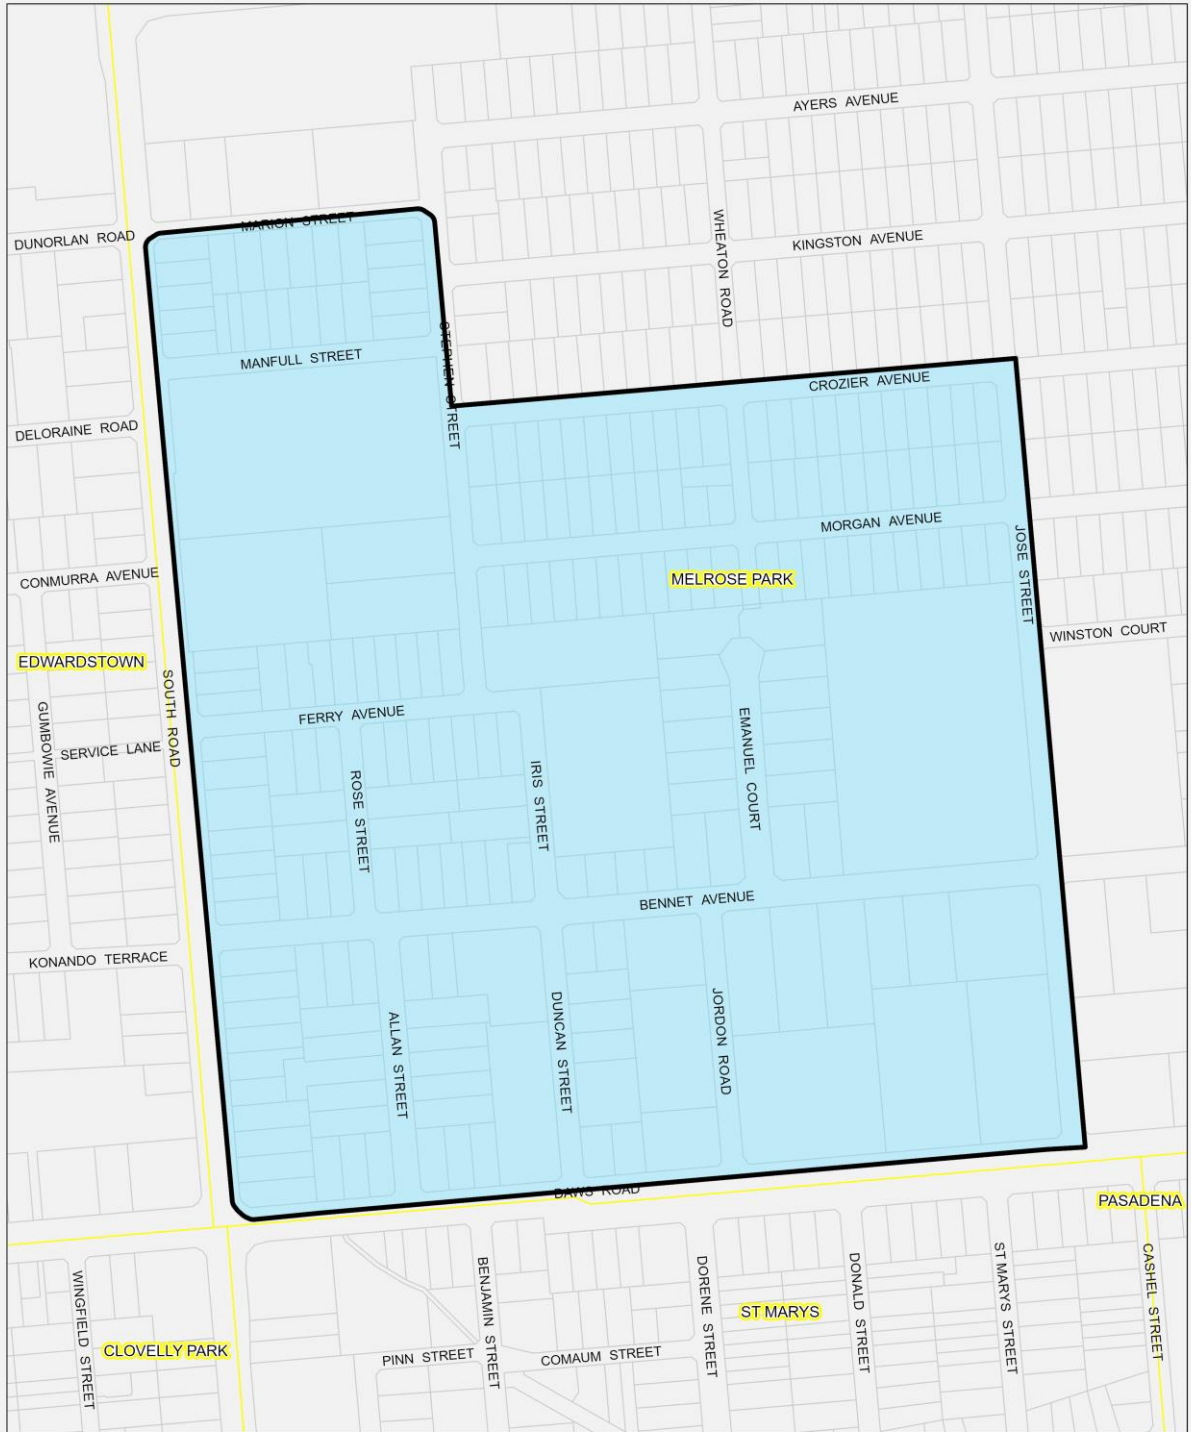 AYERS AVENUE
MARION STREET
DUNORLAN ROAD
KINGSTON AVENUE
WHEATON ROAD
MANFULL STREET
STEPHEN STREET
CROZIER AVENUE
DELORAINE ROAD
MORGAN AVENUE
JOSE STREET
CONMURRA AVENUE
MELROSE PARK
WINSTON COURT
EDWARDSTOWN
SOUTH ROAD
GUMBOWIE AVENUE
FERRY AVENUE
SERVICE LANE
EMANUEL COURT
ROSE STREET
IRIS STREET
BENNET AVENUE
KONANDO TERRACE
ALLAN STREET
DUNCAN STREET
JORDON ROAD
DAWS ROAD
PASADENA
WINGFIELD STREET
BENJAMIN STREET
DORENE STREET
DONALD STREET
ST MARYS STREET
CASHEL STREET
ST MARYS
CLOVELLY PARK
PINN STREET
COMAUM STREET